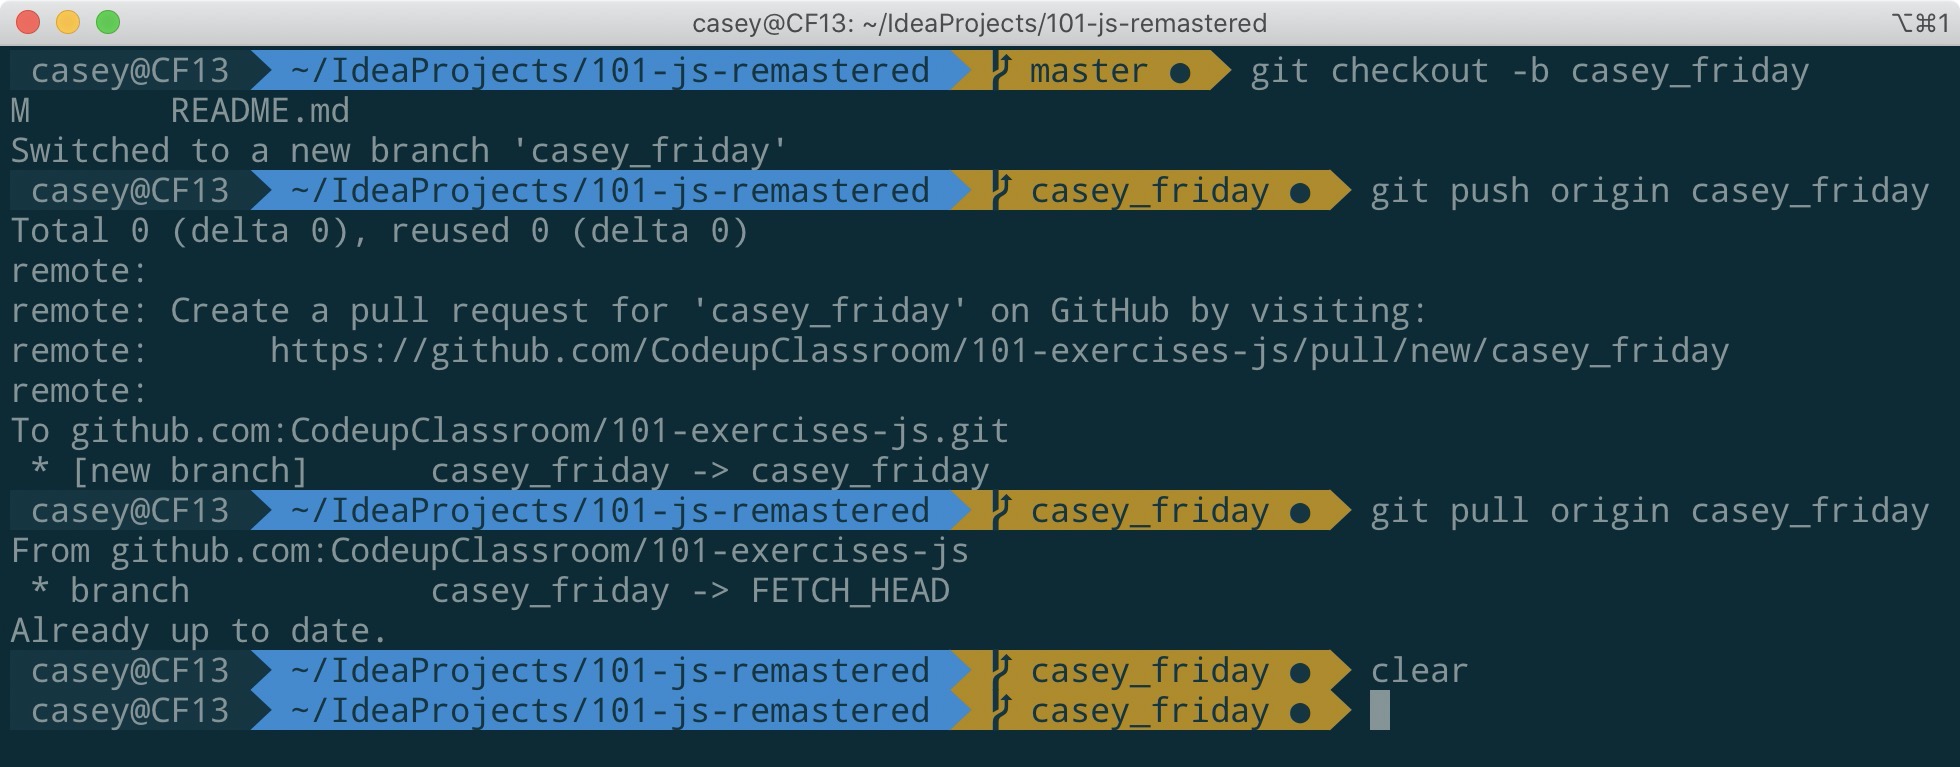 casey@CF13: ~/IdeaProjects/101-js-remastered ⌥⌘1
casey@CF13 ~/IdeaProjects/101-js-remastered master ● git checkout -b casey_friday
M README.md
Switched to a new branch 'casey_friday'
casey@CF13 ~/IdeaProjects/101-js-remastered casey_friday ● git push origin casey_friday
Total 0 (delta 0), reused 0 (delta 0)
remote:
remote: Create a pull request for 'casey_friday' on GitHub by visiting:
remote: https://github.com/CodeupClassroom/101-exercises-js/pull/new/casey_friday
remote:
To github.com:CodeupClassroom/101-exercises-js.git
* [new branch] casey_friday -> casey_friday
casey@CF13 ~/IdeaProjects/101-js-remastered casey_friday ● git pull origin casey_friday
From github.com:CodeupClassroom/101-exercises-js
* branch casey_friday -> FETCH_HEAD
Already up to date.
casey@CF13 ~/IdeaProjects/101-js-remastered casey_friday ● clear
casey@CF13 ~/IdeaProjects/101-js-remastered casey_friday ●